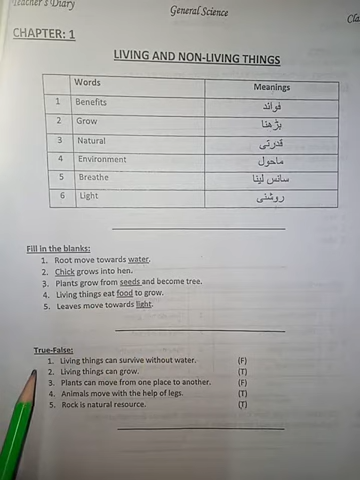 Teacher's Diary
General Science
Cla
CHAPTER: 1
LIVING AND NON-LIVING THINGS
Words Meanings
1 Benefits فوائد
2 Grow بڑھنا
3 Natural قدرتی
4 Environment ماحول
5 Breathe سانس لینا
6 Light روشنی
Fill in the blanks:
1. Root move towards water.
2. Chick grows into hen.
3. Plants grow from seeds and become tree.
4. Living things eat food to grow.
5. Leaves move towards light.
True-False:
1. Living things can survive without water. (F)
2. Living things can grow. (T)
3. Plants can move from one place to another. (F)
4. Animals move with the help of legs. (T)
5. Rock is natural resource. (T)